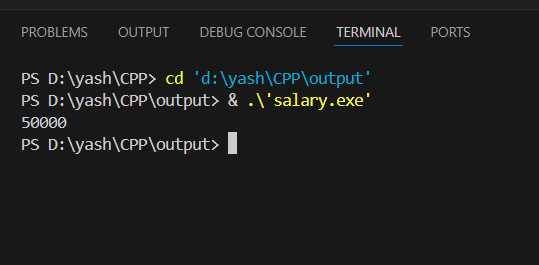 PROBLEMS OUTPUT DEBUG CONSOLE TERMINAL PORTS
PS D:\yash\CPP> cd 'd:\yash\CPP\output'
PS D:\yash\CPP\output> & .\'salary.exe'
50000
PS D:\yash\CPP\output>